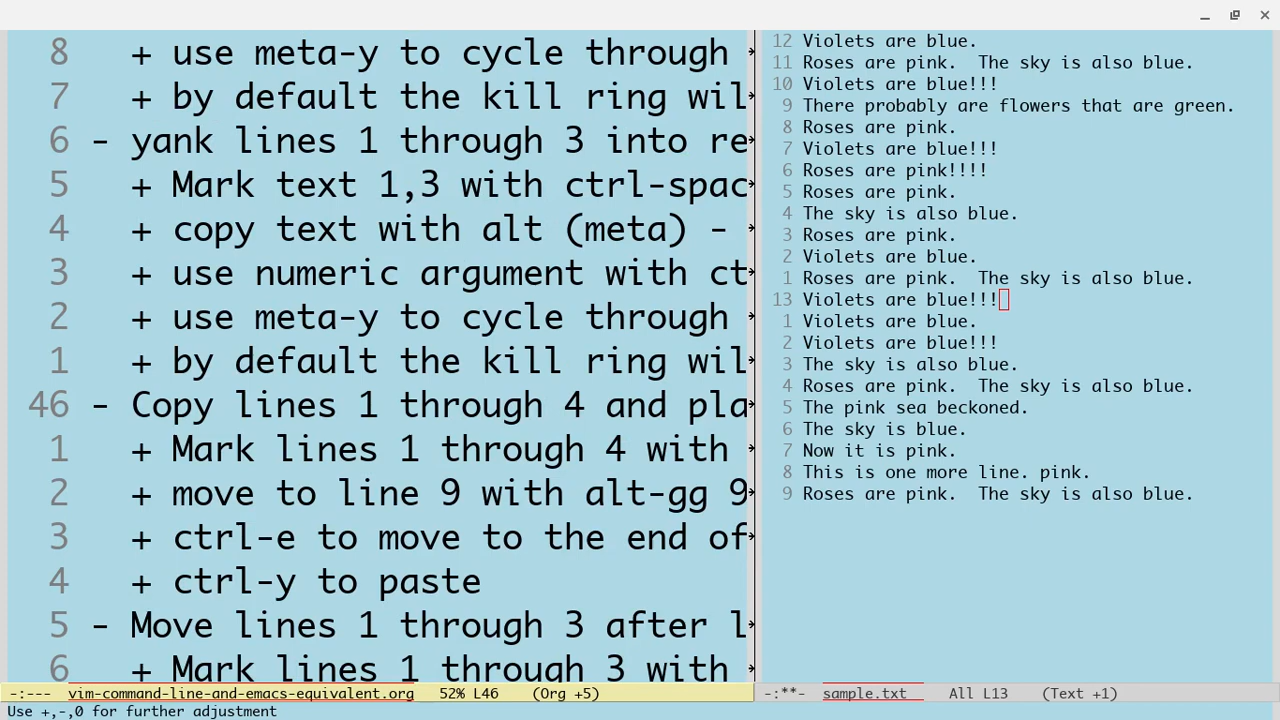 8 + use meta-y to cycle through
7 + by default the kill ring wil
6 - yank lines 1 through 3 into re
5 + Mark text 1,3 with ctrl-spac
4 + copy text with alt (meta) -
3 + use numeric argument with ct
2 + use meta-y to cycle through
1 + by default the kill ring wil
46 - Copy lines 1 through 4 and pla
1 + Mark lines 1 through 4 with
2 + move to line 9 with alt-gg 9
3 + ctrl-e to move to the end of
4 + ctrl-y to paste
5 - Move lines 1 through 3 after l
6 + Mark lines 1 through 3 with
-:--- vim-command-line-and-emacs-equivalent.org 52% L46 (Org +5)
12 Violets are blue.
11 Roses are pink.  The sky is also blue.
10 Violets are blue!!!
9 There probably are flowers that are green.
8 Roses are pink.
7 Violets are blue!!!
6 Roses are pink!!!!
5 Roses are pink.
4 The sky is also blue.
3 Roses are pink.
2 Violets are blue.
1 Roses are pink.  The sky is also blue.
13 Violets are blue!!!
1 Violets are blue.
2 Violets are blue!!!
3 The sky is also blue.
4 Roses are pink.  The sky is also blue.
5 The pink sea beckoned.
6 The sky is blue.
7 Now it is pink.
8 This is one more line. pink.
9 Roses are pink.  The sky is also blue.
-:**- sample.txt All L13 (Text +1)
Use +,-,0 for further adjustment